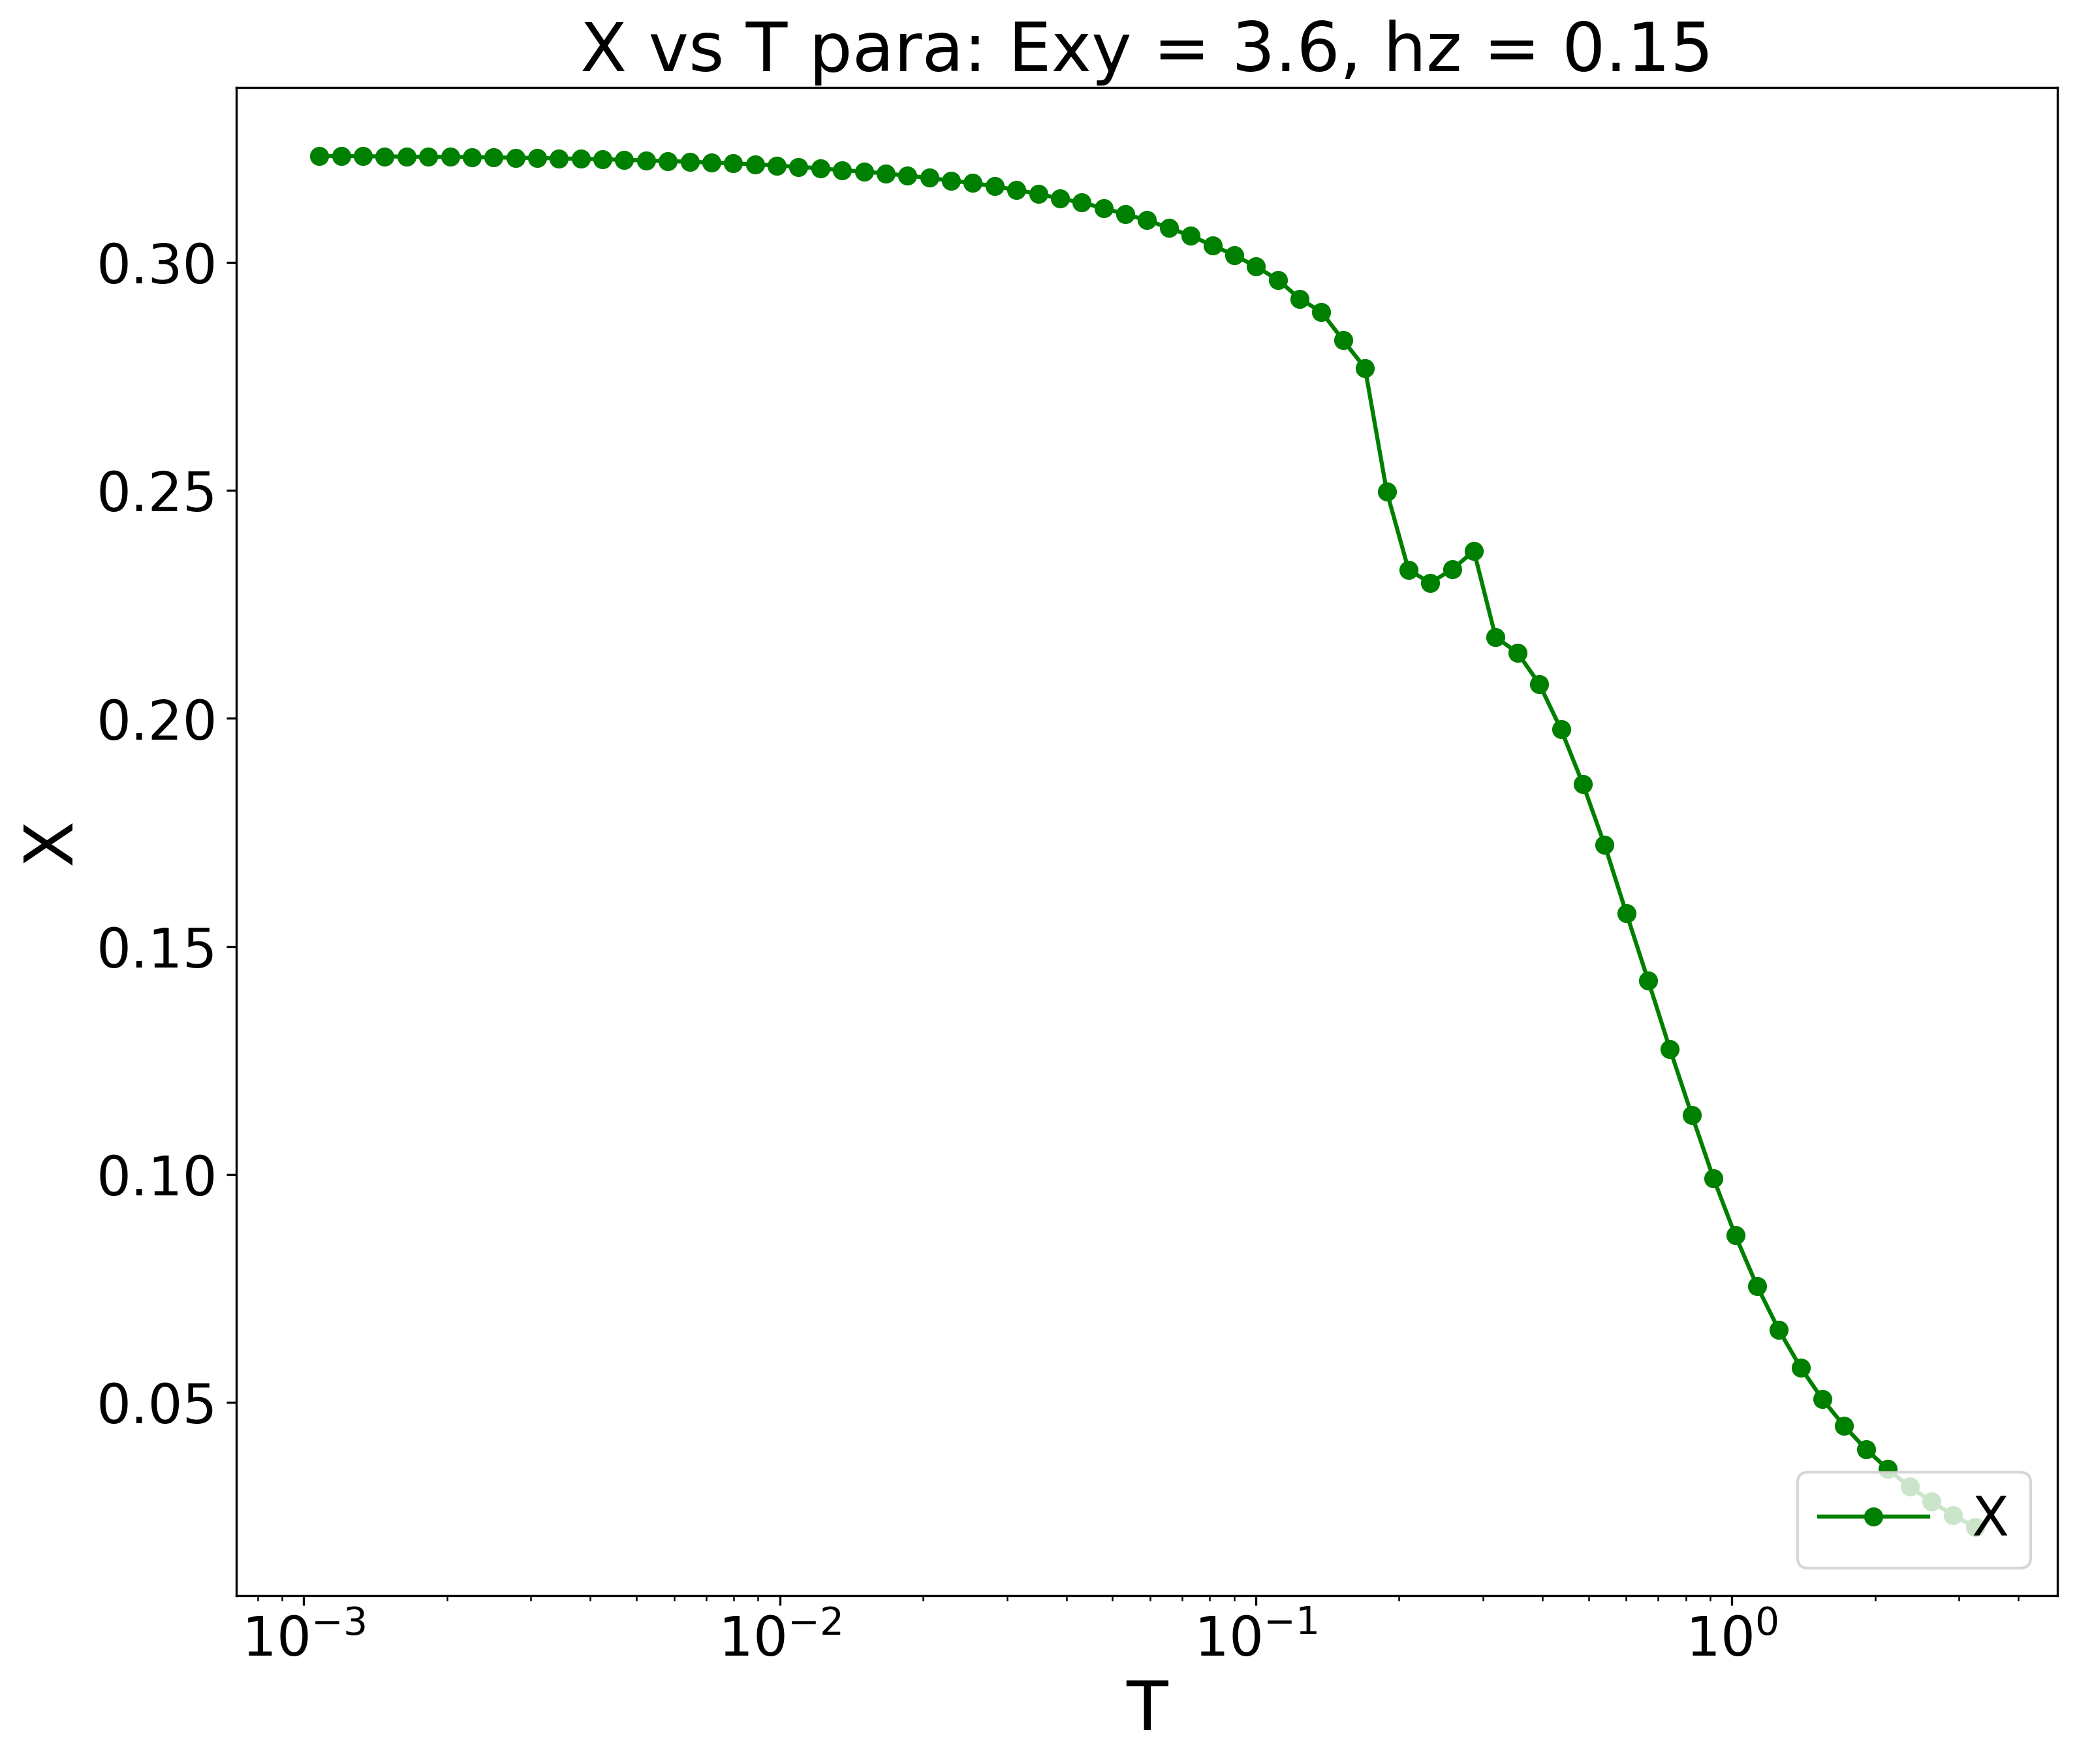 X vs T para: Exy = 3.6, hz = 0.15
X
0.30
0.25
0.20
0.15
0.10
0.05
X
10⁻³ 10⁻² 10⁻¹ 10⁰
T